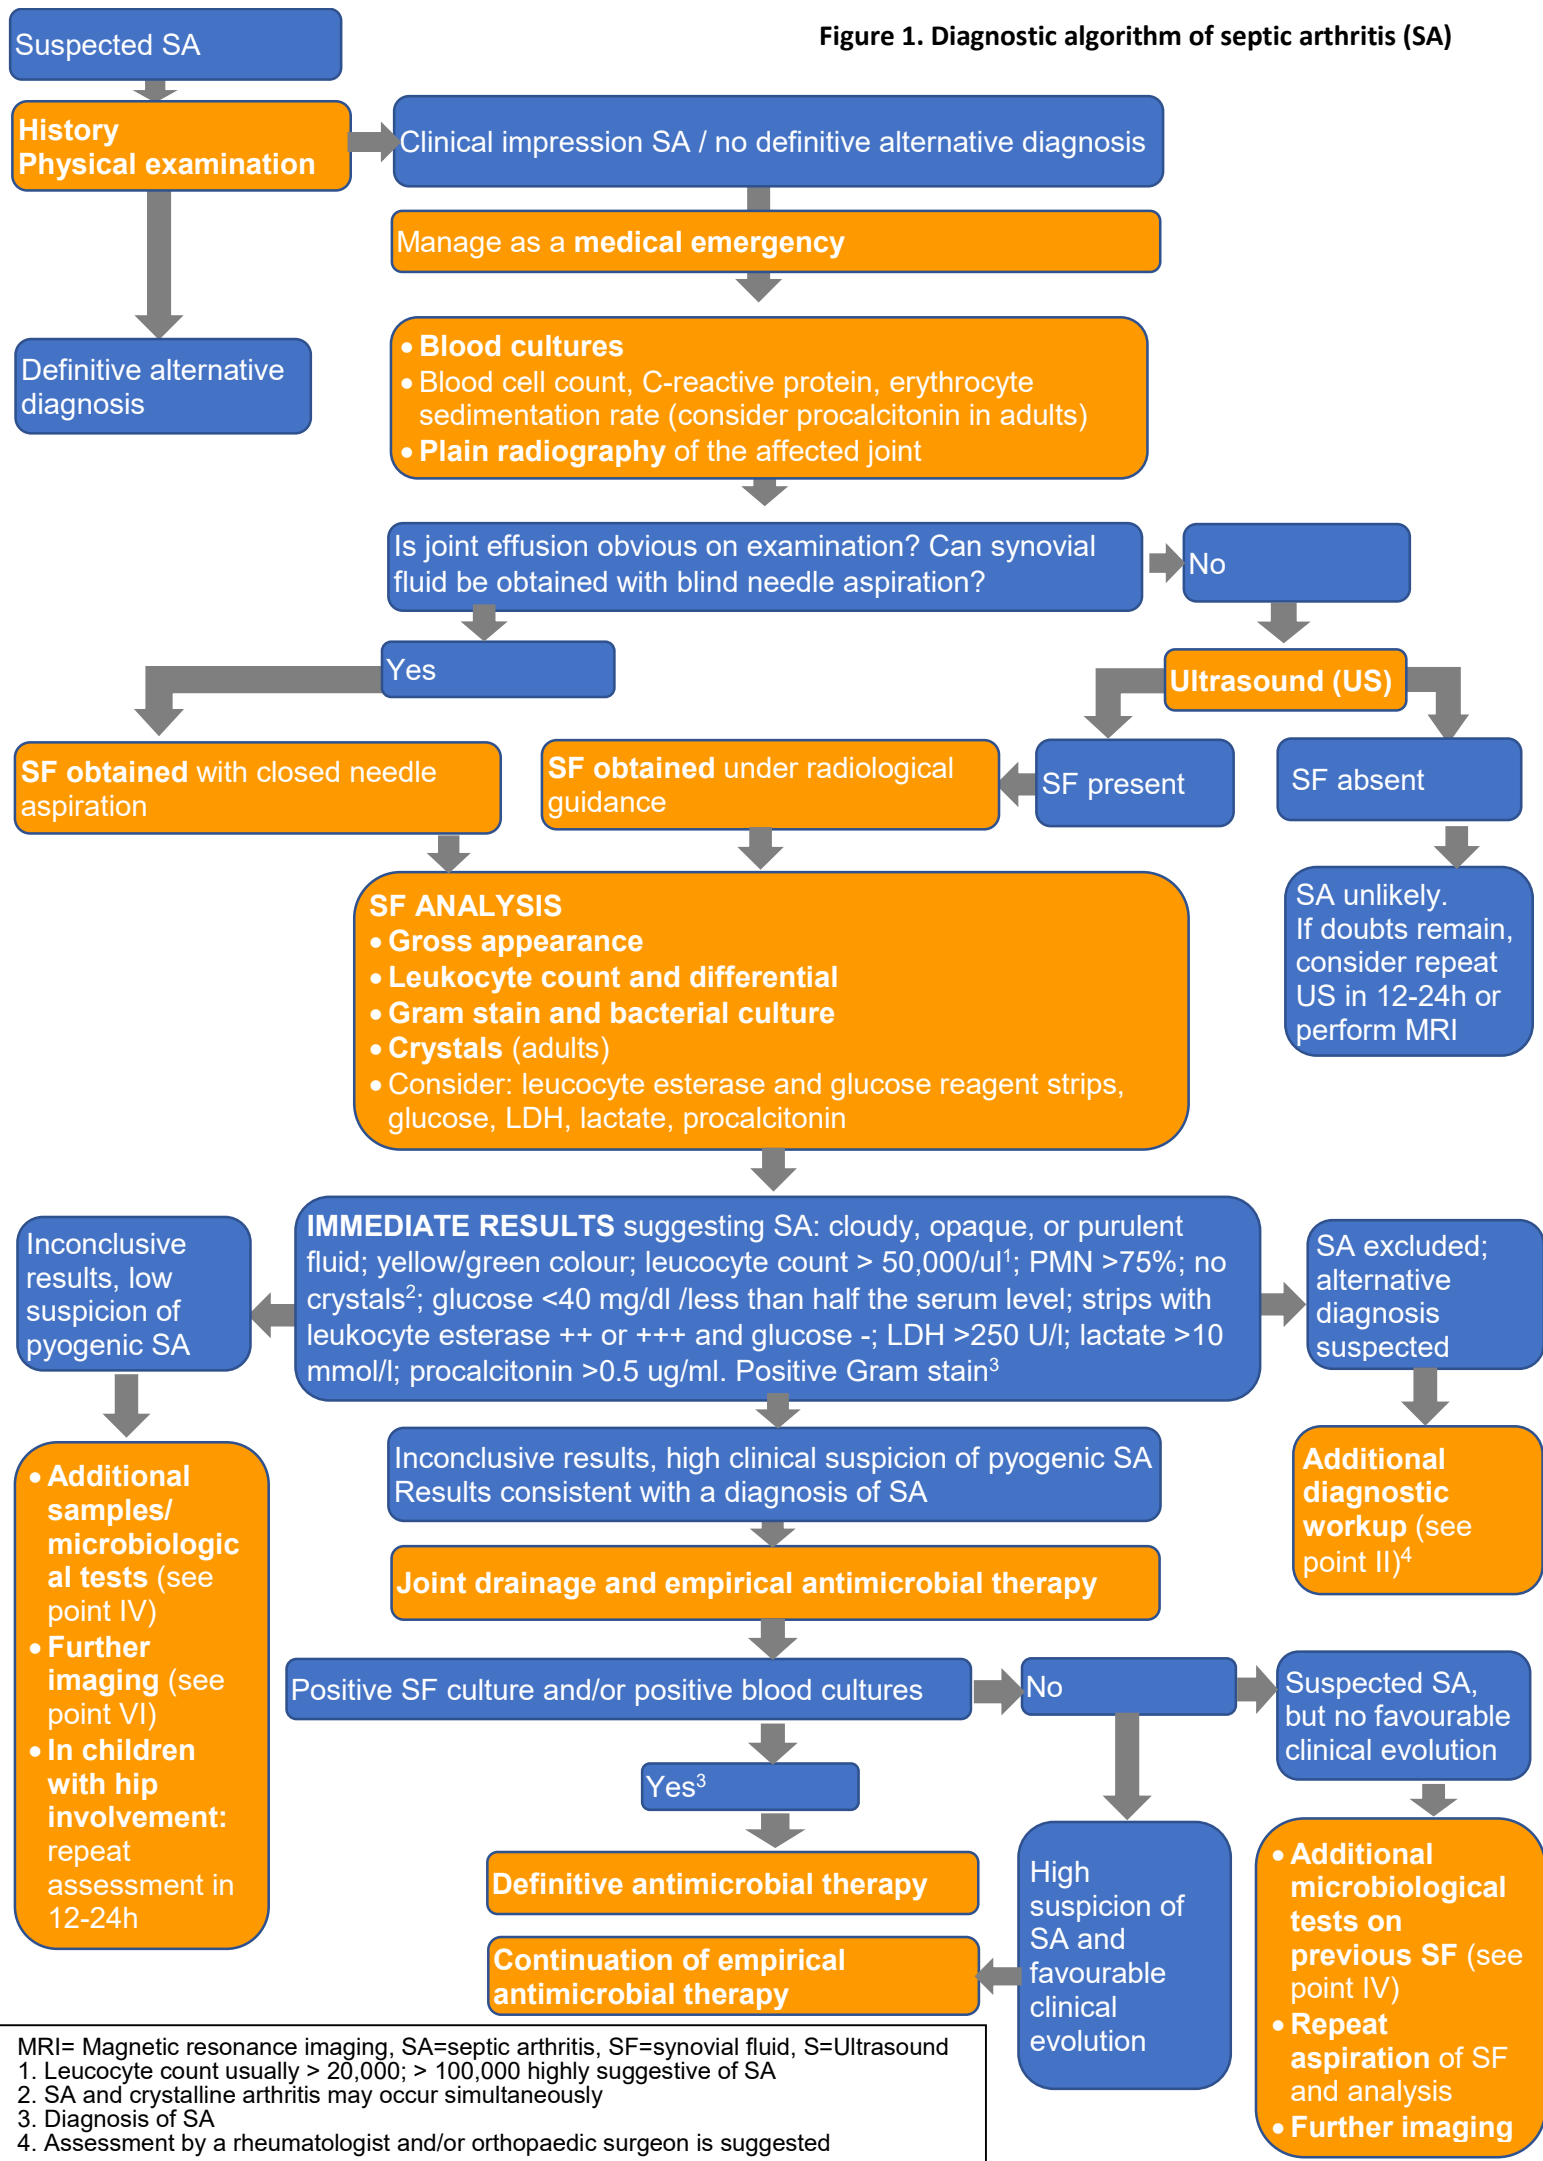 Figure 1. Diagnostic algorithm of septic arthritis (SA)
Suspected SA
History
Physical examination
Clinical impression SA / no definitive alternative diagnosis
Manage as a medical emergency
Definitive alternative
diagnosis
• Blood cultures
• Blood cell count, C-reactive protein, erythrocyte
sedimentation rate (consider procalcitonin in adults)
• Plain radiography of the affected joint
Is joint effusion obvious on examination? Can synovial
fluid be obtained with blind needle aspiration?
No
Yes
Ultrasound (US)
SF obtained with closed needle
aspiration
SF obtained under radiological
guidance
SF present
SF absent
SA unlikely.
If doubts remain,
consider repeat
US in 12-24h or
perform MRI
SF ANALYSIS
• Gross appearance
• Leukocyte count and differential
• Gram stain and bacterial culture
• Crystals (adults)
• Consider: leucocyte esterase and glucose reagent strips,
glucose, LDH, lactate, procalcitonin
Inconclusive
results, low
suspicion of
pyogenic SA
IMMEDIATE RESULTS suggesting SA: cloudy, opaque, or purulent
fluid; yellow/green colour; leucocyte count > 50,000/ul¹; PMN >75%; no
crystals²; glucose <40 mg/dl /less than half the serum level; strips with
leukocyte esterase ++ or +++ and glucose -; LDH >250 U/l; lactate >10
mmol/l; procalcitonin >0.5 ug/ml. Positive Gram stain³
SA excluded;
alternative
diagnosis
suspected
• Additional
samples/
microbiologic
al tests (see
point IV)
• Further
imaging (see
point VI)
• In children
with hip
involvement:
repeat
assessment in
12-24h
Inconclusive results, high clinical suspicion of pyogenic SA
Results consistent with a diagnosis of SA
Additional
diagnostic
workup (see
point II)⁴
Joint drainage and empirical antimicrobial therapy
Positive SF culture and/or positive blood cultures
No
Suspected SA,
but no favourable
clinical evolution
Yes³
Definitive antimicrobial therapy
High
suspicion of
SA and
favourable
clinical
evolution
Continuation of empirical
antimicrobial therapy
• Additional
microbiological
tests on
previous SF (see
point IV)
• Repeat
aspiration of SF
and analysis
• Further imaging
MRI= Magnetic resonance imaging, SA=septic arthritis, SF=synovial fluid, S=Ultrasound
1. Leucocyte count usually > 20,000; > 100,000 highly suggestive of SA
2. SA and crystalline arthritis may occur simultaneously
3. Diagnosis of SA
4. Assessment by a rheumatologist and/or orthopaedic surgeon is suggested